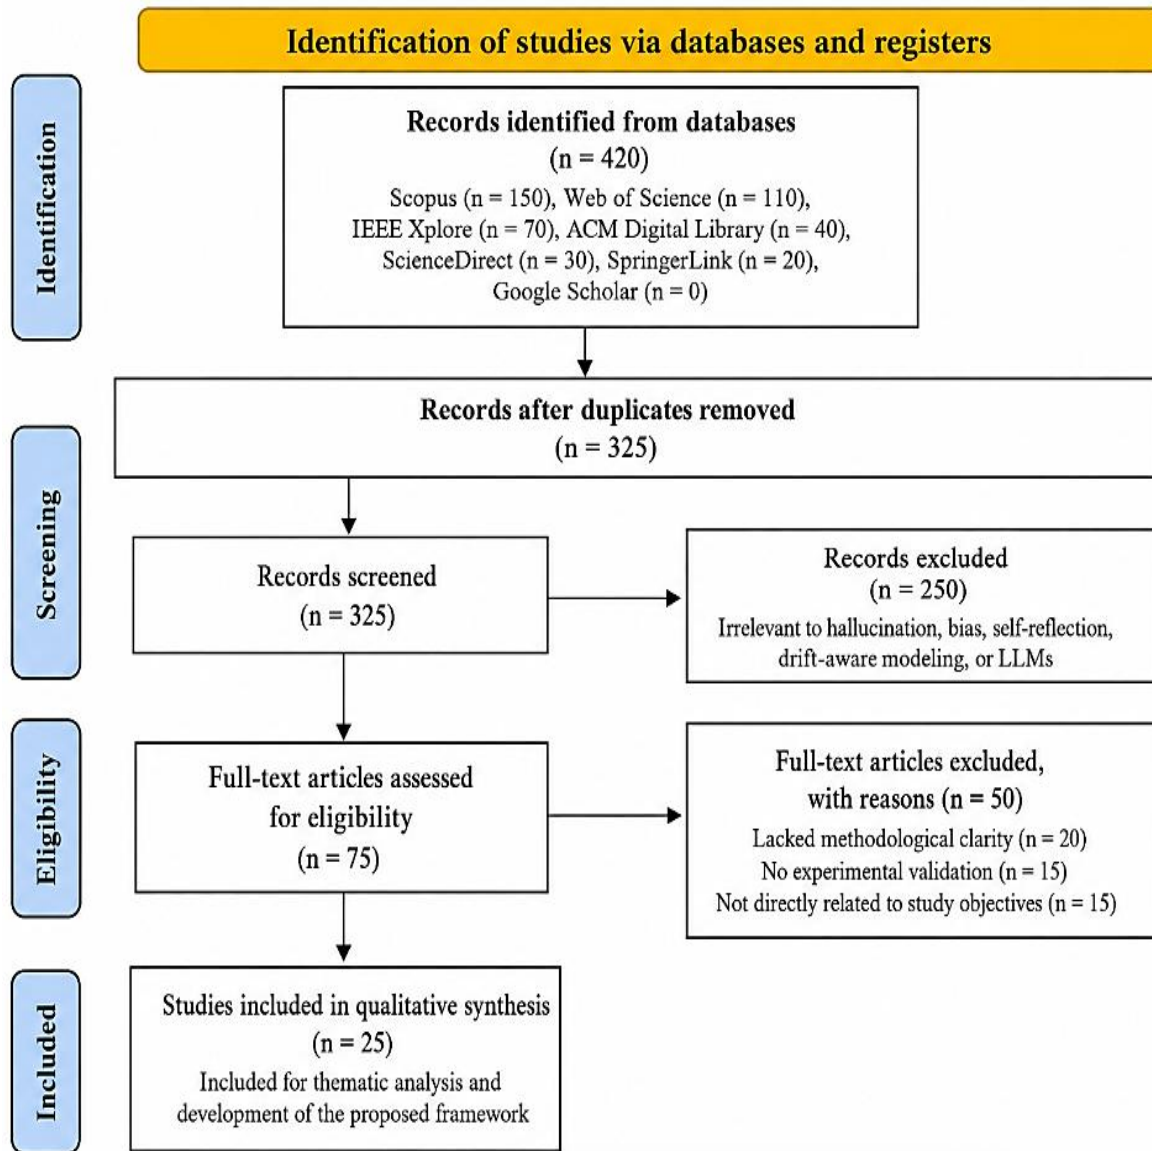 Identification of studies via databases and registers
Identification
Records identified from databases
(n = 420)
Scopus (n = 150), Web of Science (n = 110),
IEEE Xplore (n = 70), ACM Digital Library (n = 40),
ScienceDirect (n = 30), SpringerLink (n = 20),
Google Scholar (n = 0)
Screening
Records after duplicates removed
(n = 325)
Records screened
(n = 325)
Records excluded
(n = 250)
Irrelevant to hallucination, bias, self-reflection,
drift-aware modeling, or LLMs
Eligibility
Full-text articles assessed
for eligibility
(n = 75)
Full-text articles excluded,
with reasons (n = 50)
Lacked methodological clarity (n = 20)
No experimental validation (n = 15)
Not directly related to study objectives (n = 15)
Included
Studies included in qualitative synthesis
(n = 25)
Included for thematic analysis and
development of the proposed framework